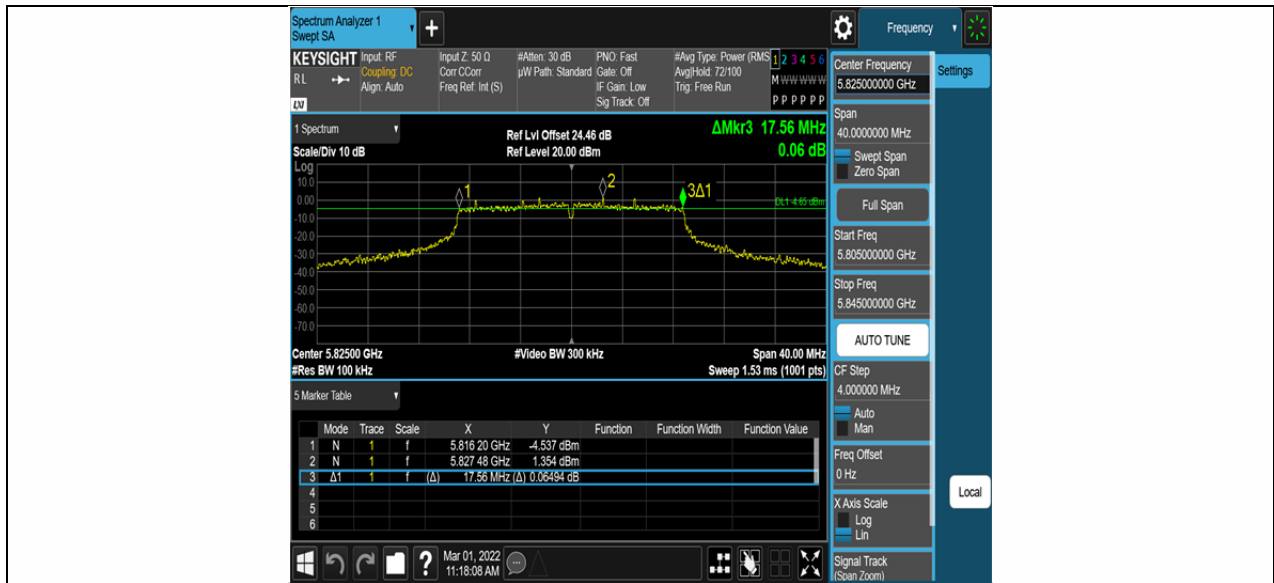 Spectrum Analyzer 1
Swept SA
+
Frequency
KEYSIGHT
RL
LXI
Input: RF
Coupling: DC
Align: Auto
Input Z: 50 Ω
Corr CCorr
Freq Ref: Int (S)
#Atten: 30 dB
µW Path: Standard
PNO: Fast
Gate: Off
IF Gain: Low
Sig Track: Off
#Avg Type: Power (RMS
Avg|Hold: 72/100
Trig: Free Run
1 2 3 4 5 6
M W W W W W
P P P P P P
1 Spectrum
Scale/Div 10 dB
Ref Lvl Offset 24.46 dB
Ref Level 20.00 dBm
ΔMkr3 17.56 MHz
0.06 dB
Log
10.0
0.00
-10.0
-20.0
-30.0
-40.0
-50.0
-60.0
-70.0
1
2
3Δ1
DL1 -4.65 dBm
Center 5.82500 GHz
#Res BW 100 kHz
#Video BW 300 kHz
Span 40.00 MHz
Sweep 1.53 ms (1001 pts)
5 Marker Table
Mode Trace Scale X Y Function Function Width Function Value
1 N 1 f 5.816 20 GHz -4.537 dBm
2 N 1 f 5.827 48 GHz 1.354 dBm
3 Δ1 1 f (Δ) 17.56 MHz (Δ) 0.06494 dB
4
5
6
?
Mar 01, 2022
11:18:08 AM
Center Frequency
5.825000000 GHz
Span
40.0000000 MHz
Swept Span
Zero Span
Full Span
Start Freq
5.805000000 GHz
Stop Freq
5.845000000 GHz
AUTO TUNE
CF Step
4.000000 MHz
Auto
Man
Freq Offset
0 Hz
X Axis Scale
Log
Lin
Signal Track
(Span Zoom)
Settings
Local